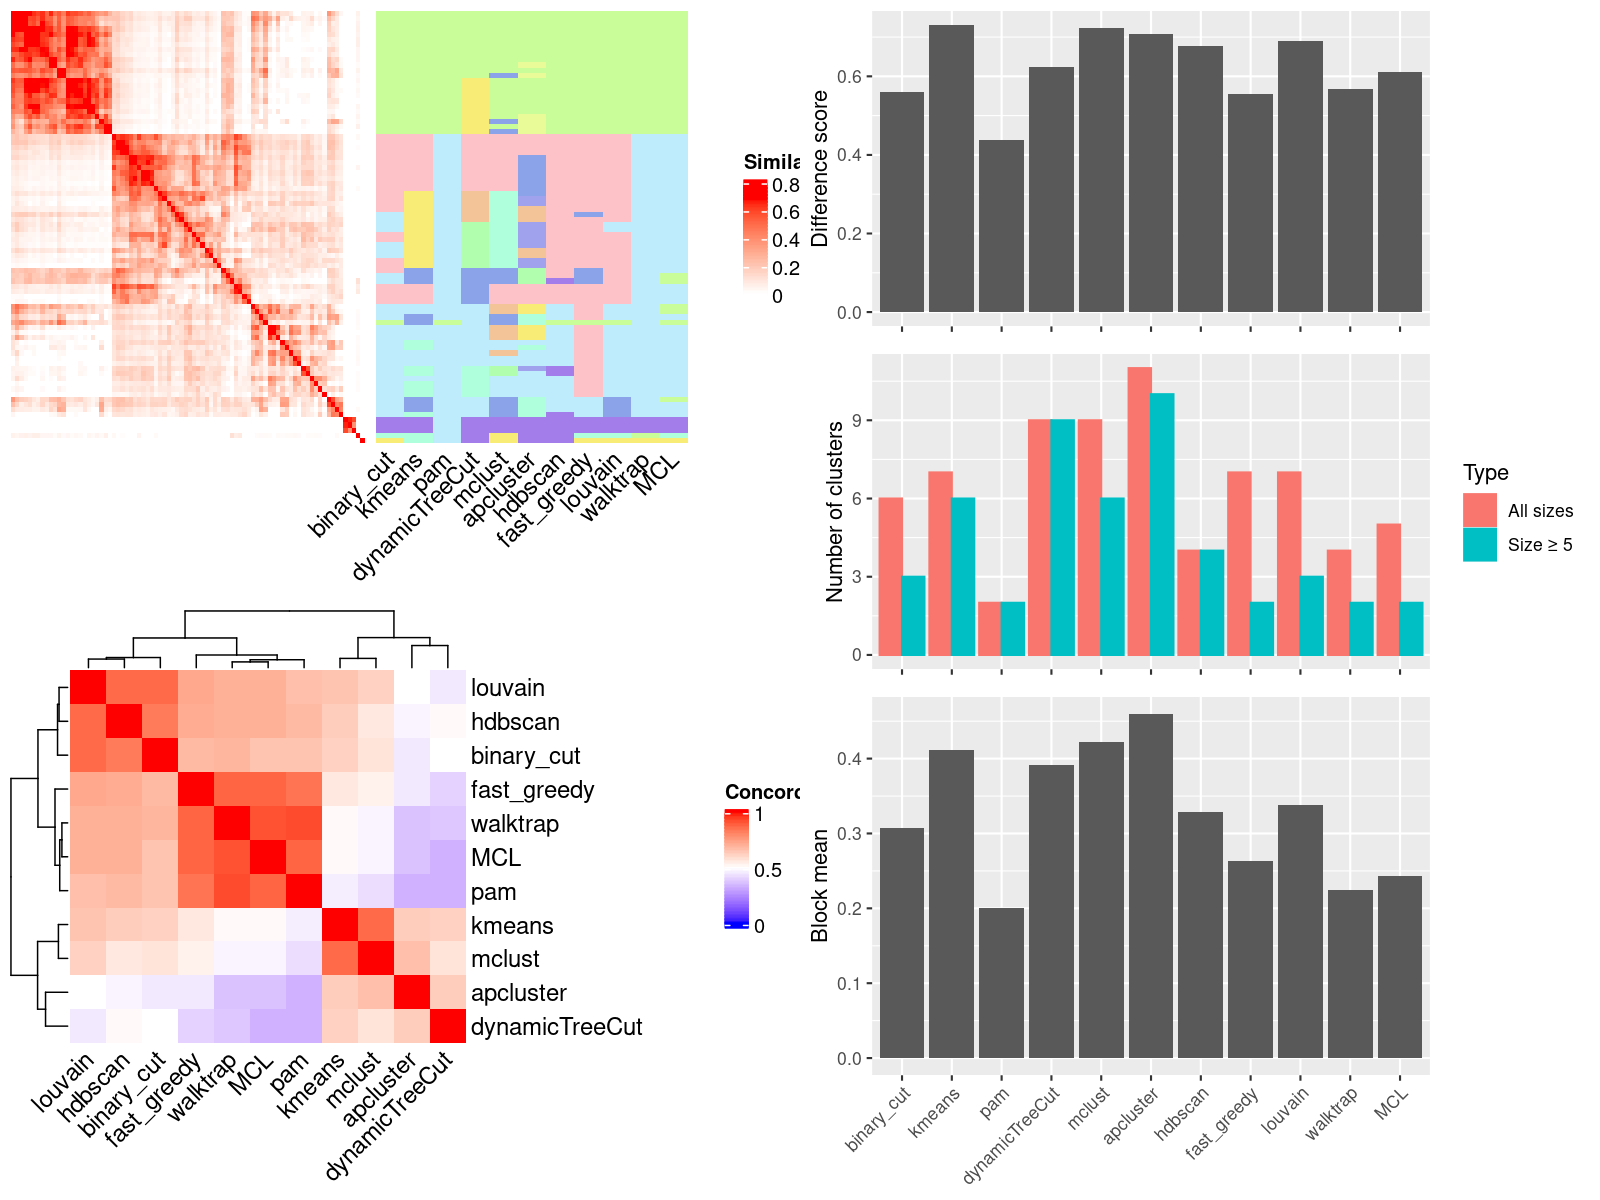 Simila
0.8
0.6
0.4
0.2
0
binary_cut
kmeans
pam
dynamicTreeCut
mclust
apcluster
hdbscan
fast_greedy
louvain
walktrap
MCL
louvain
hdbscan
binary_cut
fast_greedy
walktrap
MCL
pam
kmeans
mclust
apcluster
dynamicTreeCut
louvain
hdbscan
binary_cut
fast_greedy
walktrap
MCL
pam
kmeans
mclust
apcluster
dynamicTreeCut
Concord
1
0.5
0
Difference score
0.6
0.4
0.2
0.0
Number of clusters
9
6
3
0
Type
All sizes
Size ≥ 5
Block mean
0.4
0.3
0.2
0.1
0.0
binary_cut
kmeans
pam
dynamicTreeCut
mclust
apcluster
hdbscan
fast_greedy
louvain
walktrap
MCL